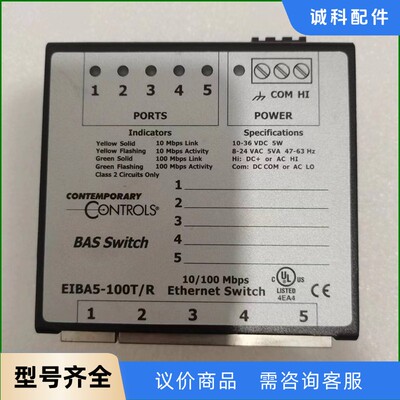 诚科配件
1 2 3 4 5
COM HI
PORTS
POWER
Indicators
Yellow Solid 10 Mbps Link
Yellow Flashing 10 Mbps Activity
Green Solid 100 Mbps Link
Green Flashing 100 Mbps Activity
Class 2 Circuits Only
Specifications
10-36 VDC 5W
8-24 VAC 5VA 47-63 Hz
Hi: DC+ or AC HI
Com: DC COM or AC LO
CONTEMPORARY
CONTROLS®
BAS Switch
1
2
3
4
5
EIBA5-100T/R
10/100 Mbps
Ethernet Switch
C UL US
LISTED
4EA4
CE
1 2 3 4 5
型号齐全
议价商品 需咨询客服